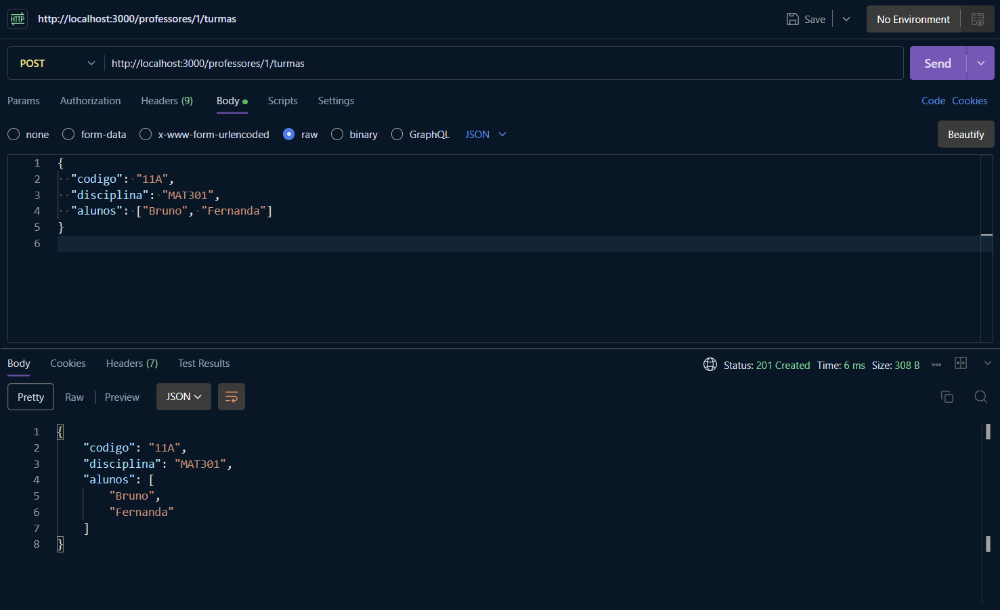 HTTP http://localhost:3000/professores/1/turmas Save No Environment
POST http://localhost:3000/professores/1/turmas Send
Params Authorization Headers (9) Body Scripts Settings Code Cookies
none form-data x-www-form-urlencoded raw binary GraphQL JSON Beautify
1 {
2 "codigo": "11A",
3 "disciplina": "MAT301",
4 "alunos": ["Bruno", "Fernanda"]
5 }
6
Body Cookies Headers (7) Test Results Status: 201 Created Time: 6 ms Size: 308 B
Pretty Raw Preview JSON
1 {
2 "codigo": "11A",
3 "disciplina": "MAT301",
4 "alunos": [
5 "Bruno",
6 "Fernanda"
7 ]
8 }